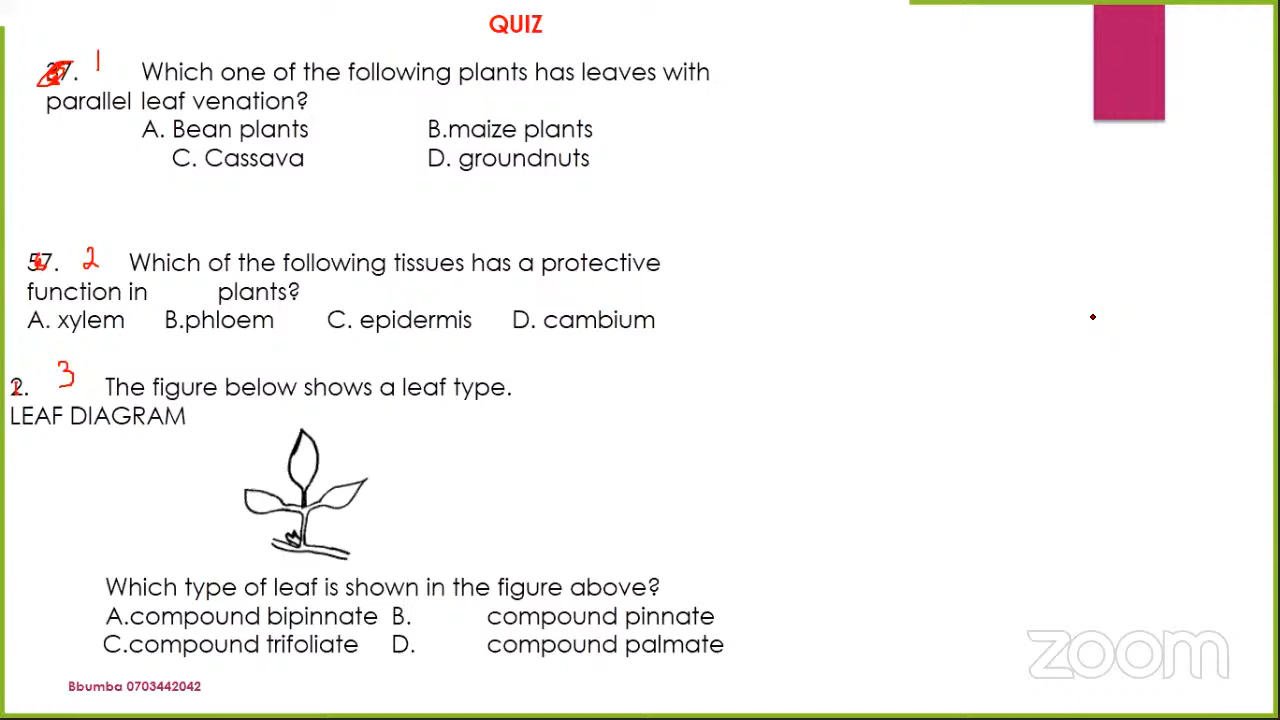 QUIZ
37. 1 Which one of the following plants has leaves with
parallel leaf venation?
A. Bean plants B.maize plants
C. Cassava D. groundnuts
57. 2 Which of the following tissues has a protective
function in plants?
A. xylem B.phloem C. epidermis D. cambium
2. 3 The figure below shows a leaf type.
LEAF DIAGRAM
Which type of leaf is shown in the figure above?
A.compound bipinnate B. compound pinnate
C.compound trifoliate D. compound palmate
zoom
Bbumba 0703442042